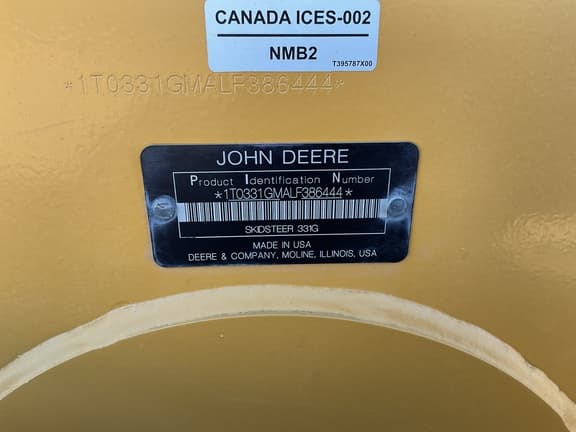 CANADA ICES-002
NMB2
T395787X00
*1T0331GMALF386444*
JOHN DEERE
Product Identification Number
*1T0331GMALF386444*
SKIDSTEER 331G
MADE IN USA
DEERE & COMPANY, MOLINE, ILLINOIS, USA